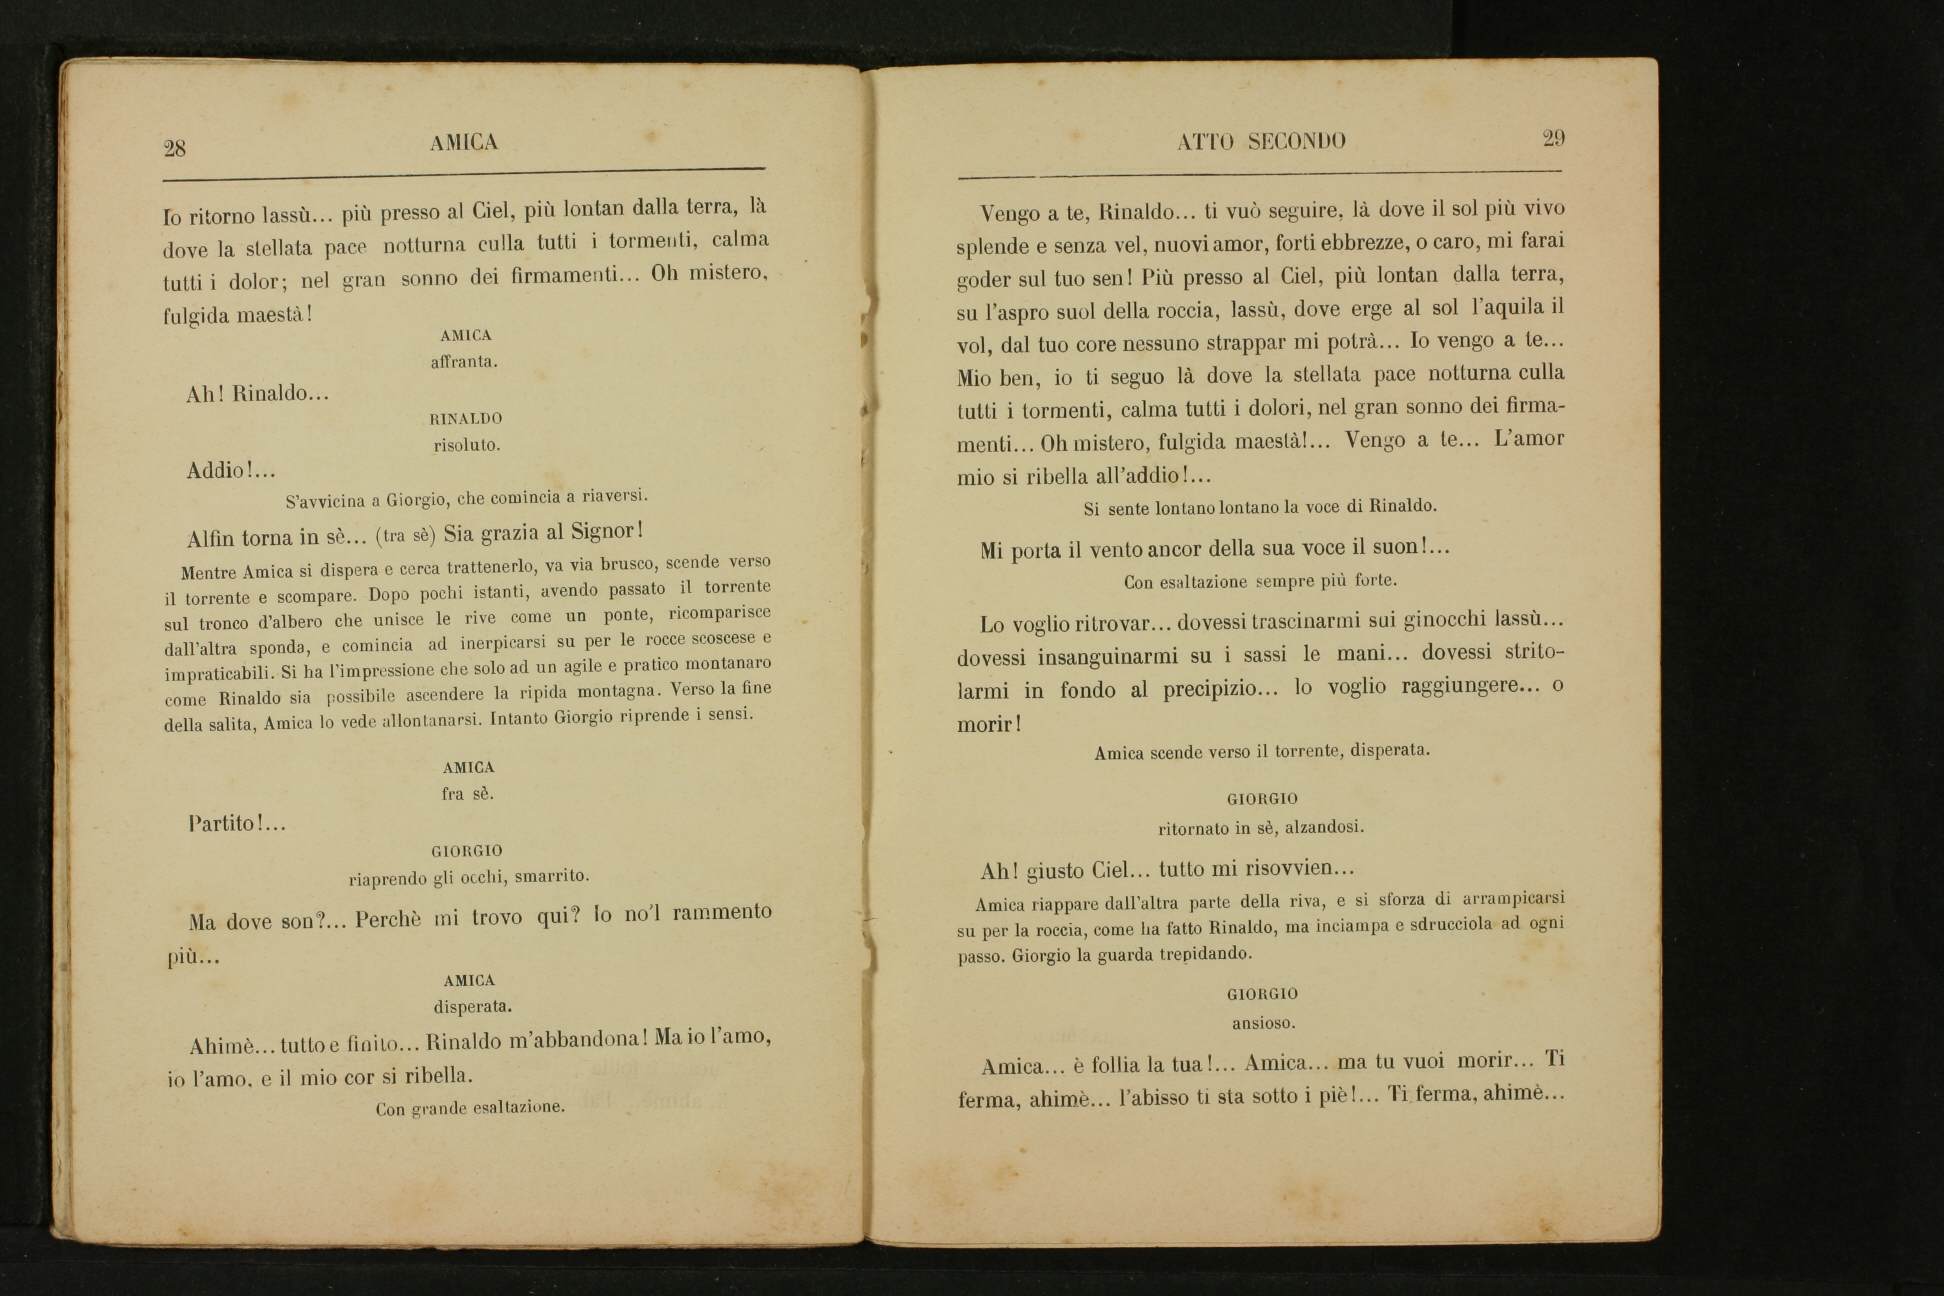 28
AMICA
Io ritorno lassù... più presso al Ciel, più lontan dalla terra, là
dove la stellata pace notturna culla tutti i tormenti, calma
tutti i dolor; nel gran sonno dei firmamenti... Oh mistero,
fulgida maestà!
AMICA
affranta.
Ah! Rinaldo...
RINALDO
risoluto.
Addio!...
S'avvicina a Giorgio, che comincia a riaversi.
Alfin torna in sè... (tra sè) Sia grazia al Signor!
Mentre Amica si dispera e cerca trattenerlo, va via brusco, scende verso
il torrente e scompare. Dopo pochi istanti, avendo passato il torrente
sul tronco d'albero che unisce le rive come un ponte, ricomparisce
dall'altra sponda, e comincia ad inerpicarsi su per le rocce scoscese e
impraticabili. Si ha l'impressione che solo ad un agile e pratico montanaro
come Rinaldo sia possibile ascendere la ripida montagna. Verso la fine
della salita, Amica lo vede allontanarsi. Intanto Giorgio riprende i sensi.
AMICA
fra sè.
Partito!...
GIORGIO
riaprendo gli occhi, smarrito.
Ma dove son?... Perchè mi trovo qui? Io no'l rammento
più...
AMICA
disperata.
Ahimè... tutto e finito... Rinaldo m'abbandona! Ma io l'amo,
io l'amo, e il mio cor si ribella.
Con grande esaltazione.
ATTO SECONDO
29
Vengo a te, Rinaldo... ti vuò seguire, là dove il sol più vivo
splende e senza vel, nuovi amor, forti ebbrezze, o caro, mi farai
goder sul tuo sen! Più presso al Ciel, più lontan dalla terra,
su l'aspro suol della roccia, lassù, dove erge al sol l'aquila il
vol, dal tuo core nessuno strappar mi potrà... Io vengo a te...
Mio ben, io ti seguo là dove la stellata pace notturna culla
tutti i tormenti, calma tutti i dolori, nel gran sonno dei firma-
menti... Oh mistero, fulgida maestà!... Vengo a te... L'amor
mio si ribella all'addio!...
Si sente lontano lontano la voce di Rinaldo.
Mi porta il vento ancor della sua voce il suon!...
Con esaltazione sempre più forte.
Lo voglio ritrovar... dovessi trascinarmi sui ginocchi lassù...
dovessi insanguinarmi su i sassi le mani... dovessi strito-
larmi in fondo al precipizio... lo voglio raggiungere... o
morir!
Amica scende verso il torrente, disperata.
GIORGIO
ritornato in sè, alzandosi.
Ah! giusto Ciel... tutto mi risovvien...
Amica riappare dall'altra parte della riva, e si sforza di arrampicarsi
su per la roccia, come ha fatto Rinaldo, ma inciampa e sdrucciola ad ogni
passo. Giorgio la guarda trepidando.
GIORGIO
ansioso.
Amica... è follia la tua!... Amica... ma tu vuoi morir... Ti
ferma, ahimè... l'abisso ti sta sotto i piè!... Ti ferma, ahimè...